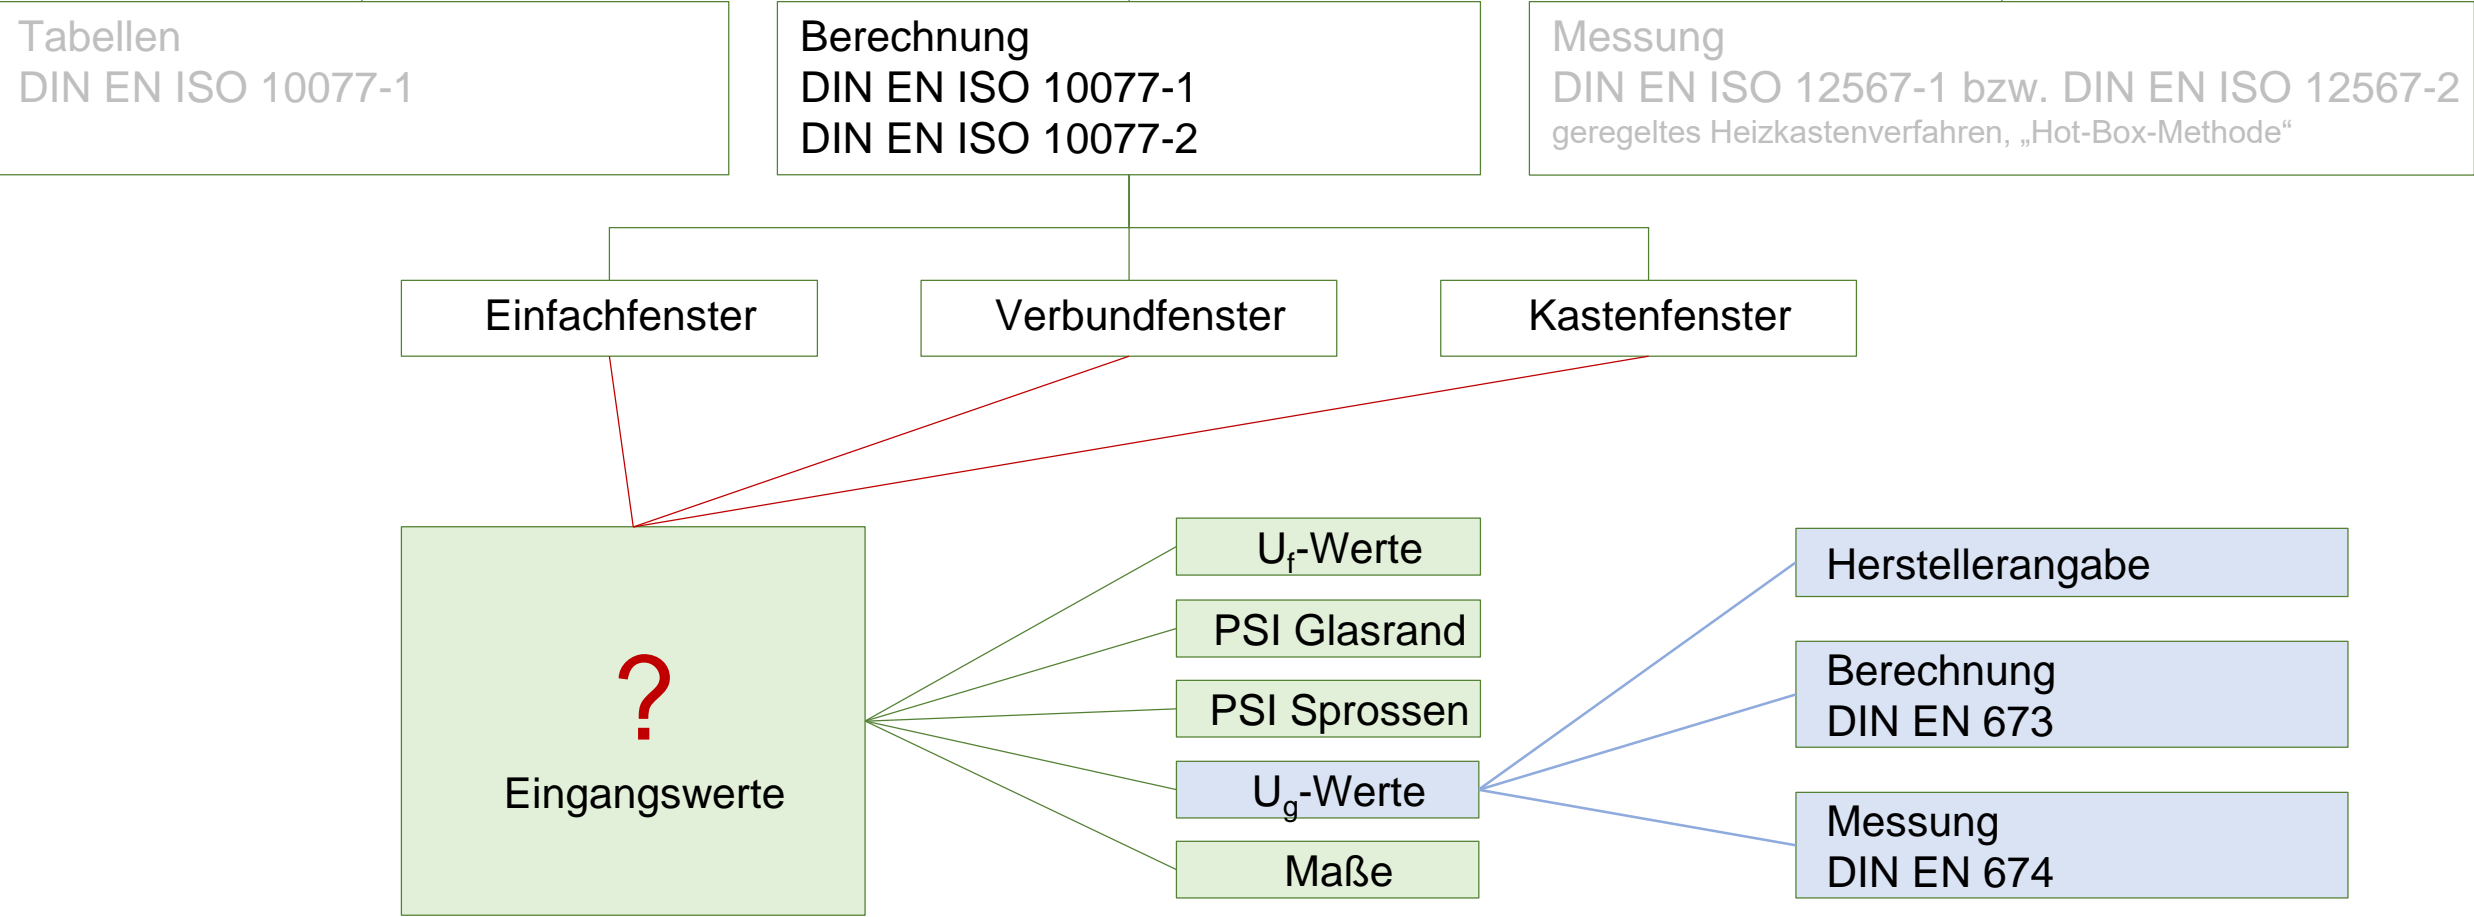 Tabellen
DIN EN ISO 10077-1
Berechnung
DIN EN ISO 10077-1
DIN EN ISO 10077-2
Messung
DIN EN ISO 12567-1 bzw. DIN EN ISO 12567-2
geregeltes Heizkastenverfahren, „Hot-Box-Methode“
Einfachfenster
Verbundfenster
Kastenfenster
?
Eingangswerte
Uf-Werte
PSI Glasrand
PSI Sprossen
Ug-Werte
Maße
Herstellerangabe
Berechnung
DIN EN 673
Messung
DIN EN 674